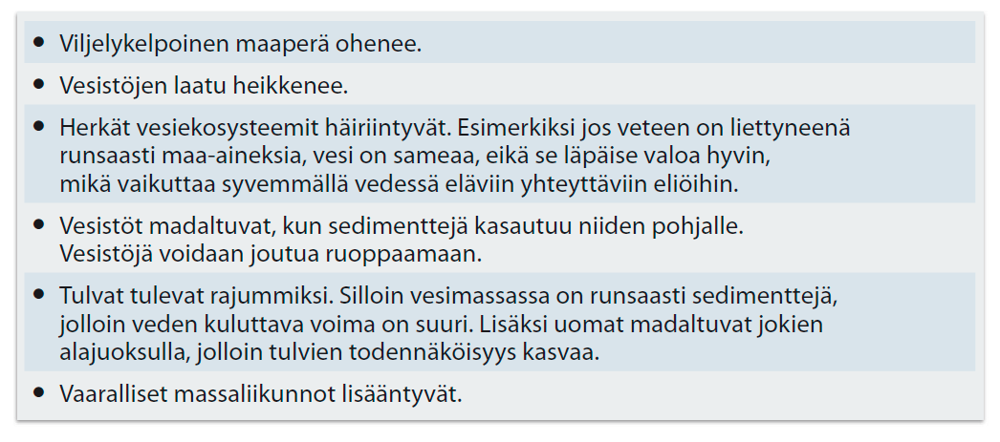 • Viljelykelpoinen maaperä ohenee.
• Vesistöjen laatu heikkenee.
• Herkät vesiekosysteemit häiriintyvät. Esimerkiksi jos veteen on liettyneenä
runsaasti maa-aineksia, vesi on sameaa, eikä se läpäise valoa hyvin,
mikä vaikuttaa syvemmällä vedessä eläviin yhteyttäviin eliöihin.
• Vesistöt madaltuvat, kun sedimenttejä kasautuu niiden pohjalle.
Vesistöjä voidaan joutua ruoppaamaan.
• Tulvat tulevat rajummiksi. Silloin vesimassassa on runsaasti sedimenttejä,
jolloin veden kuluttava voima on suuri. Lisäksi uomat madaltuvat jokien
alajuoksulla, jolloin tulvien todennäköisyys kasvaa.
• Vaaralliset massaliikunnot lisääntyvät.